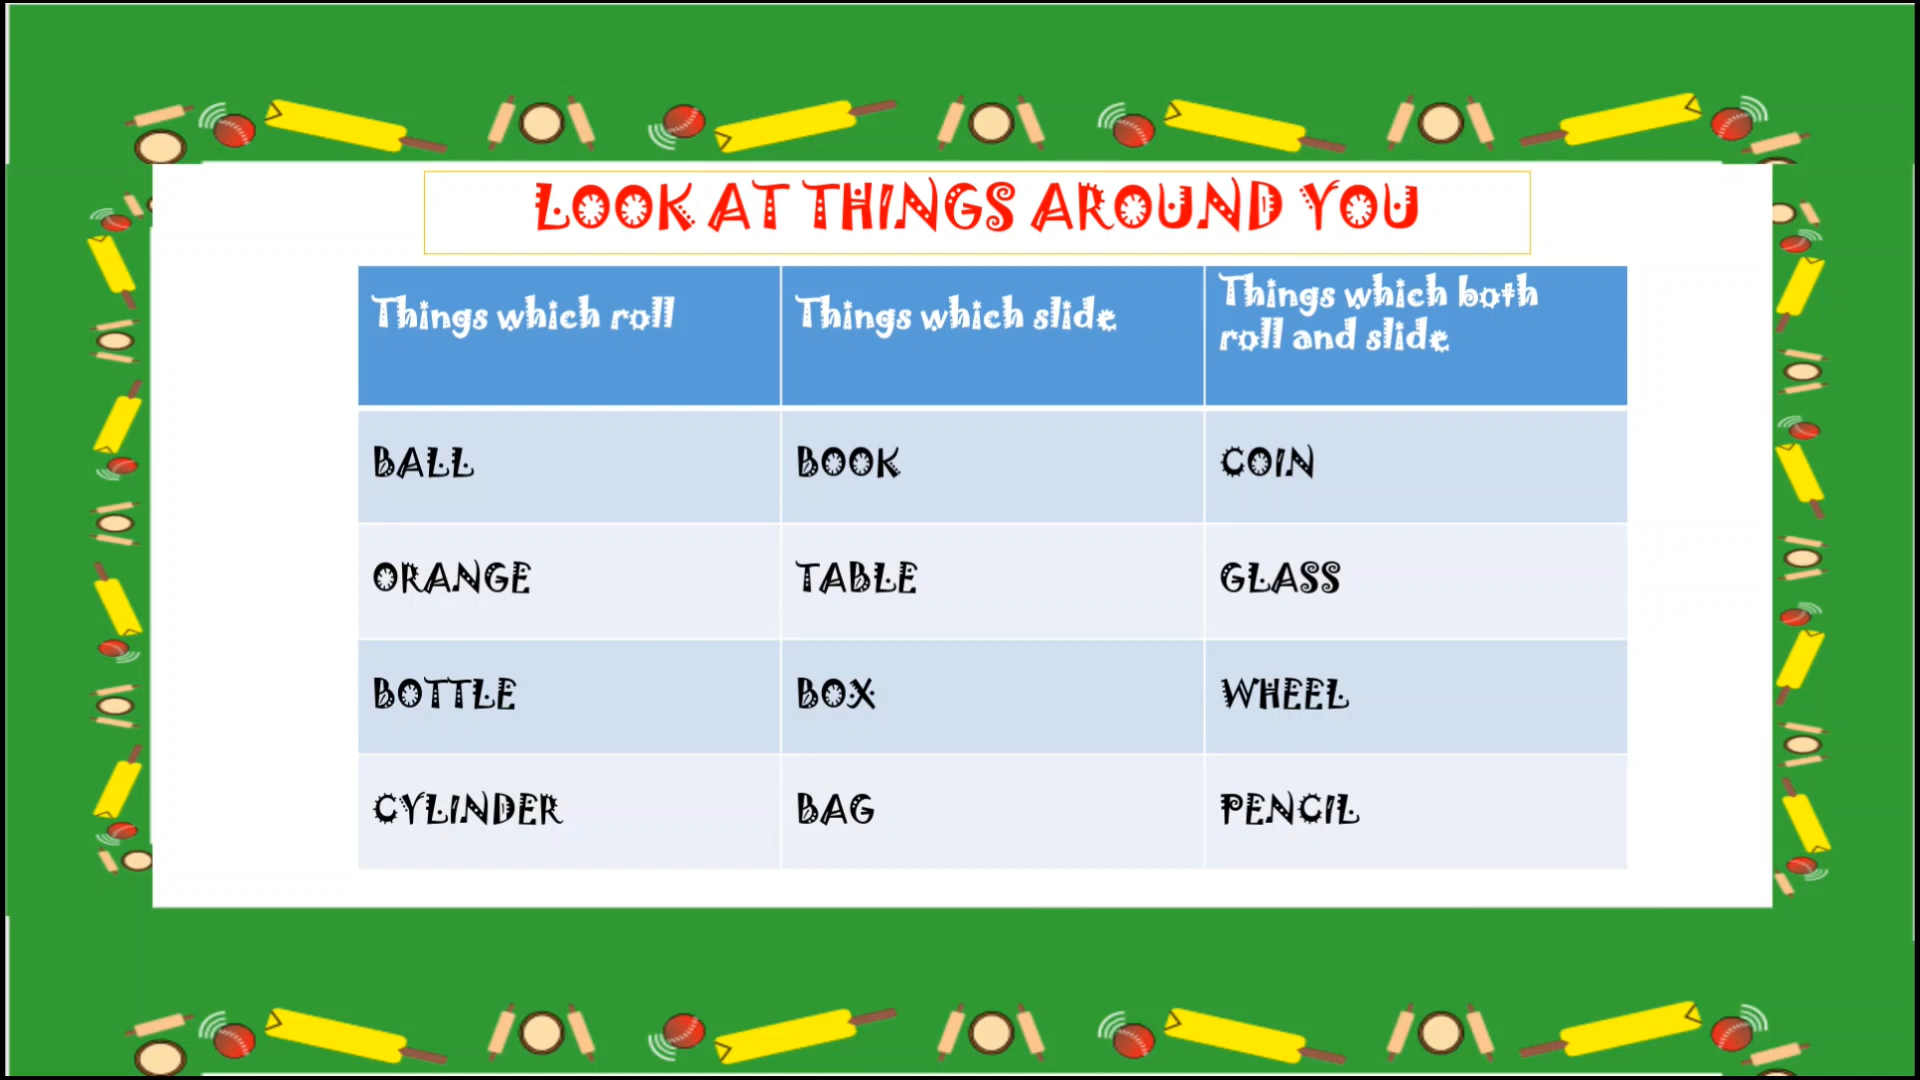 LOOK AT THINGS AROUND YOU
Things which roll
Things which slide
Things which both
roll and slide
BALL
BOOK
COIN
ORANGE
TABLE
GLASS
BOTTLE
BOX
WHEEL
CYLINDER
BAG
PENCIL